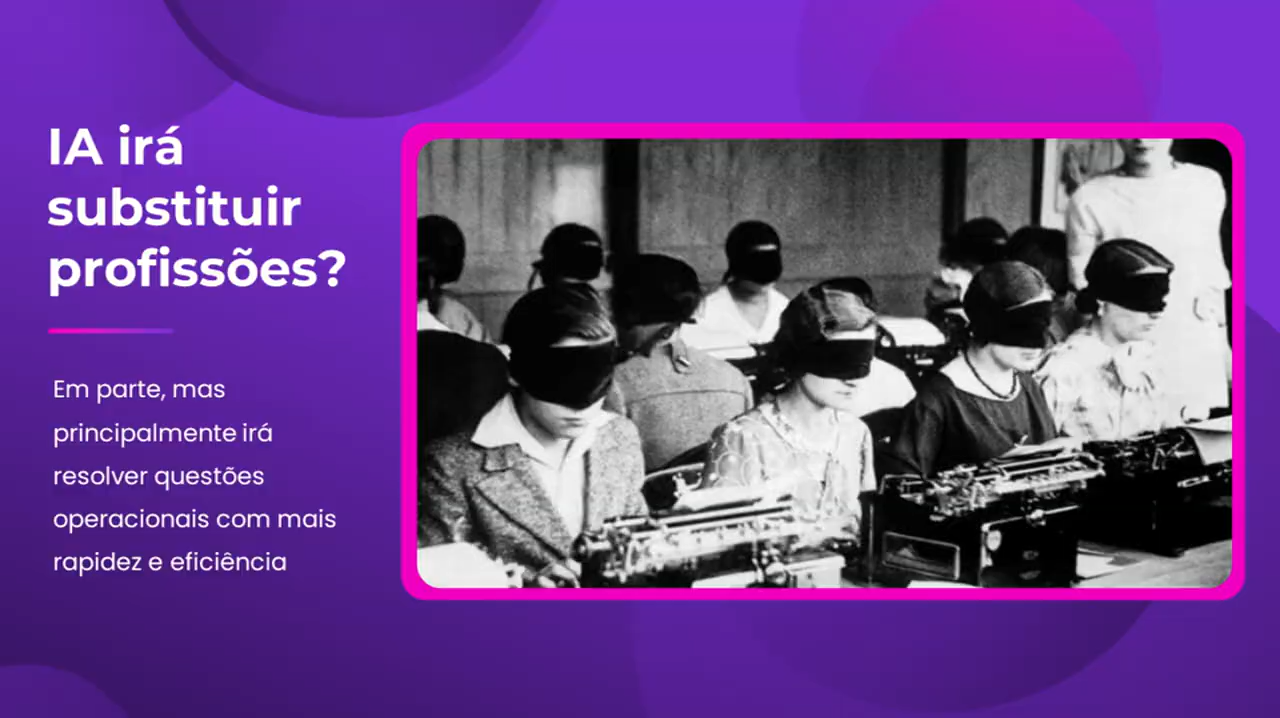 IA irá
substituir
profissões?
Em parte, mas
principalmente irá
resolver questões
operacionais com mais
rapidez e eficiência